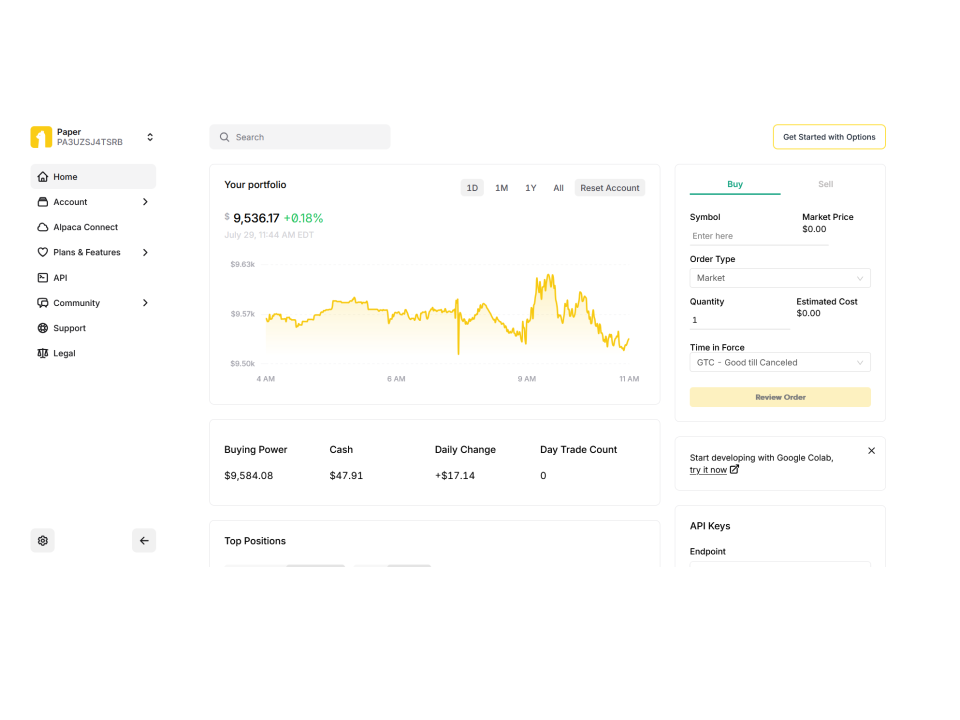 Paper
PA3UZSJ4TSRB
Home
Account
Alpaca Connect
Plans & Features
API
Community
Support
Legal
Search
Get Started with Options
Your portfolio
1D 1M 1Y All Reset Account
$ 9,536.17 +0.18%
July 29, 11:44 AM EDT
$9.63k
$9.57k
$9.50k
4 AM 6 AM 9 AM 11 AM
Buying Power Cash Daily Change Day Trade Count
$9,584.08 $47.91 +$17.14 0
Top Positions
Buy Sell
Symbol Market Price
$0.00
Enter here
Order Type
Market
Quantity Estimated Cost
$0.00
1
Time in Force
GTC - Good till Canceled
Review Order
Start developing with Google Colab,
try it now
API Keys
Endpoint